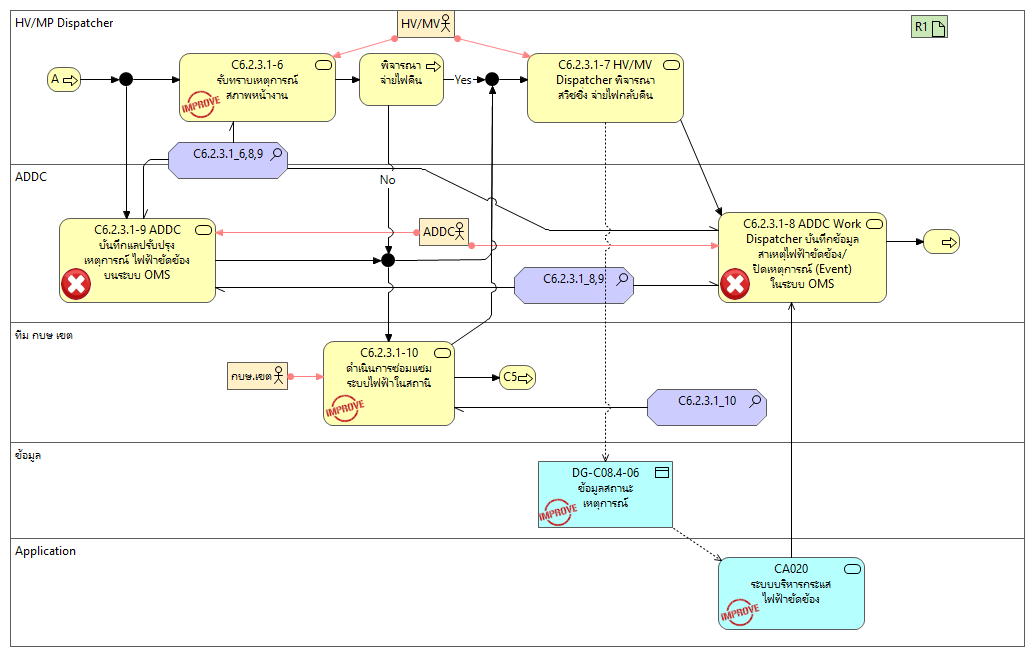 HV/MP Dispatcher
HV/MV
R1
A
C6.2.3.1-6
รับทราบเหตุการณ์
สภาพหน้างาน
IMPROVE
พิจารณา
จ่ายไฟคืน
Yes
C6.2.3.1-7 HV/MV
Dispatcher พิจารณา
สวิชชิ่ง จ่ายไฟกลับคืน
C6.2.3.1_6,8,9
ADDC
No
C6.2.3.1-9 ADDC
บันทึกแลปรับปรุง
เหตุการณ์ ไฟฟ้าขัดข้อง
บนระบบ OMS
ADDC
C6.2.3.1-8 ADDC Work
Dispatcher บันทึกข้อมูล
สาเหตุไฟฟ้าขัดข้อง/
ปิดเหตุการณ์ (Event)
ในระบบ OMS
C6.2.3.1_8,9
ทีม กบษ เขต
กบษ.เขต
C6.2.3.1-10
ดำเนินการซ่อมแซม
ระบบไฟฟ้าในสถานี
IMPROVE
C5
C6.2.3.1_10
ข้อมูล
DG-C08.4-06
ข้อมูลสถานะ
เหตุการณ์
IMPROVE
Application
CA020
ระบบบริหารกระแส
ไฟฟ้าขัดข้อง
IMPROVE